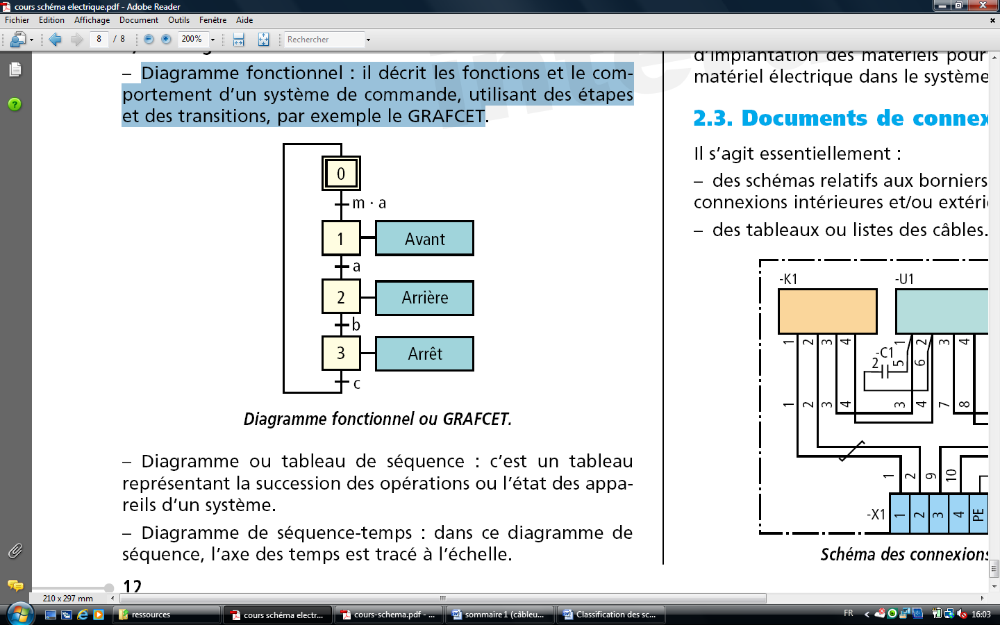 cours schéma electrique.pdf - Adobe Reader
Fichier Edition Affichage Document Outils Fenêtre Aide
8 / 8 200% Rechercher
– Diagramme fonctionnel : il décrit les fonctions et le com-
portement d’un système de commande, utilisant des étapes
et des transitions, par exemple le GRAFCET.
0
m · a
1 Avant
a
2 Arrière
b
3 Arrêt
c
Diagramme fonctionnel ou GRAFCET.
– Diagramme ou tableau de séquence : c’est un tableau
représentant la succession des opérations ou l’état des appa-
reils d’un système.
– Diagramme de séquence-temps : dans ce diagramme de
séquence, l’axe des temps est tracé à l’échelle.
12
d’implantation des matériels pour
matériel électrique dans le système
2.3. Documents de connex
Il s’agit essentiellement :
– des schémas relatifs aux borniers
connexions intérieures et/ou extéri
– des tableaux ou listes des câbles.
-K1 -U1
1 2 3 4 1 2 3 4
-C1
2 5 6
1 2 3 4 3 4 7 8
1 2 9 10
-X1 1 2 3 4 PE
Schéma des connexions
210 x 297 mm
ressources
cours schéma electr...
cours-schema.pdf - ...
sommaire 1 (câbleu...
Classification des sc...
FR
16:03